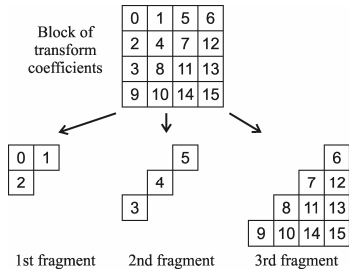 Block of
transform
coefficients
0 1 5 6
2 4 7 12
3 8 11 13
9 10 14 15
0 1
2
1st fragment
5
4
3
2nd fragment
6
7 12
8 11 13
9 10 14 15
3rd fragment